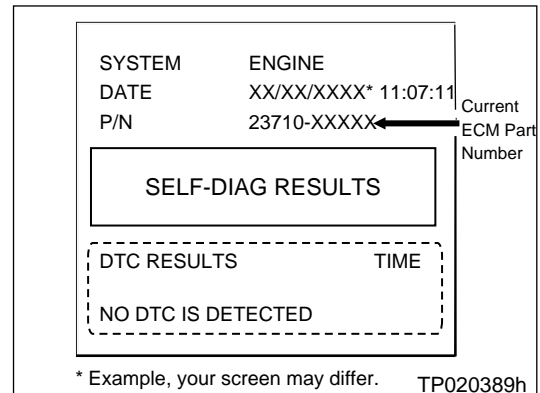 SYSTEM ENGINE
DATE XX/XX/XXXX* 11:07:11
P/N 23710-XXXXX
Current
ECM Part
Number
SELF-DIAG RESULTS
DTC RESULTS TIME
NO DTC IS DETECTED
* Example, your screen may differ.
TP020389h